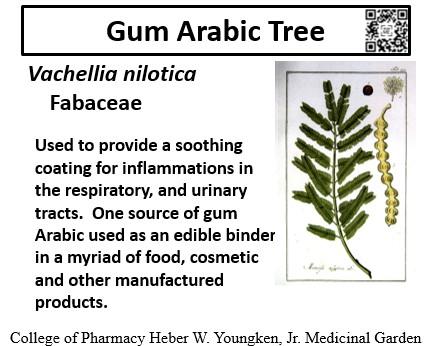 Gum Arabic Tree
Vachellia nilotica
Fabaceae
Used to provide a soothing
coating for inflammations in
the respiratory, and urinary
tracts.  One source of gum
Arabic used as an edible binder
in a myriad of food, cosmetic
and other manufactured
products.
College of Pharmacy Heber W. Youngken, Jr. Medicinal Garden